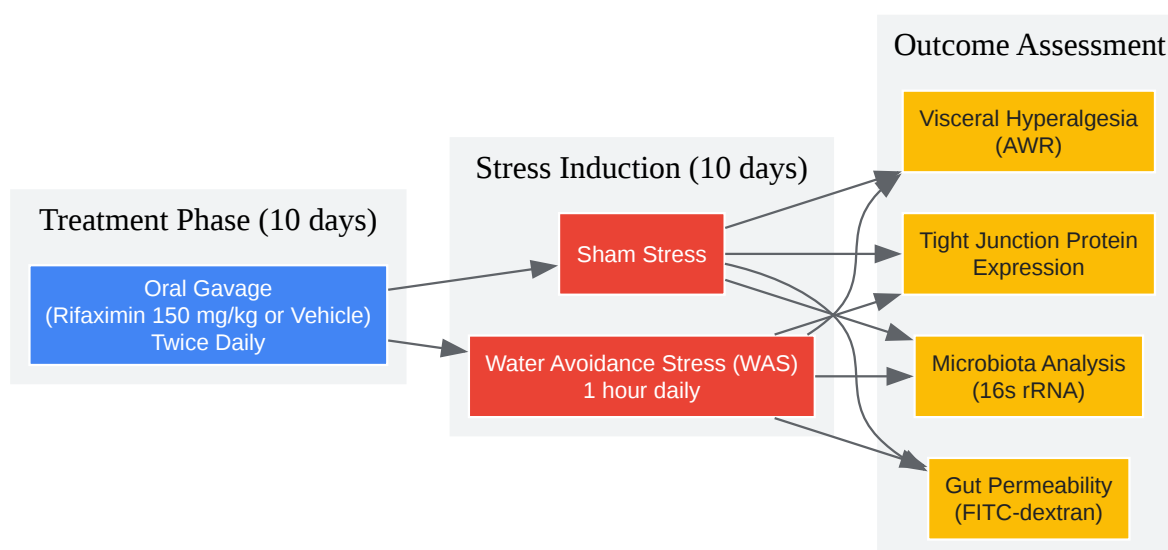 Treatment Phase (10 days)
Oral Gavage
(Rifaximin 150 mg/kg or Vehicle)
Twice Daily
Stress Induction (10 days)
Sham Stress
Water Avoidance Stress (WAS)
1 hour daily
Outcome Assessment
Visceral Hyperalgesia
(AWR)
Tight Junction Protein
Expression
Microbiota Analysis
(16s rRNA)
Gut Permeability
(FITC-dextran)